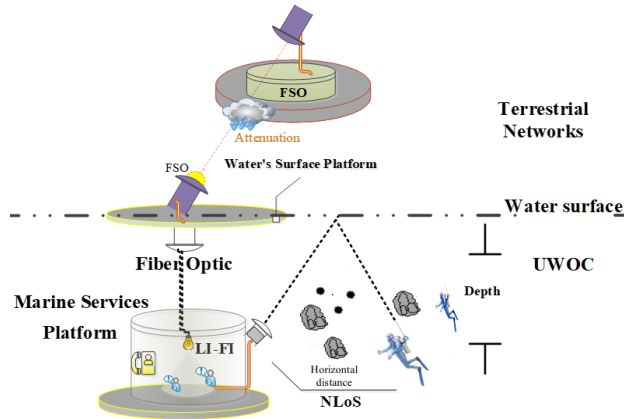 FSO
Terrestrial
Networks
Attenuation
Water's Surface Platform
FSO
Water surface
Fiber Optic
UWOC
Depth
Marine Services
Platform
LI-FI
Horizontal
distance
NLoS